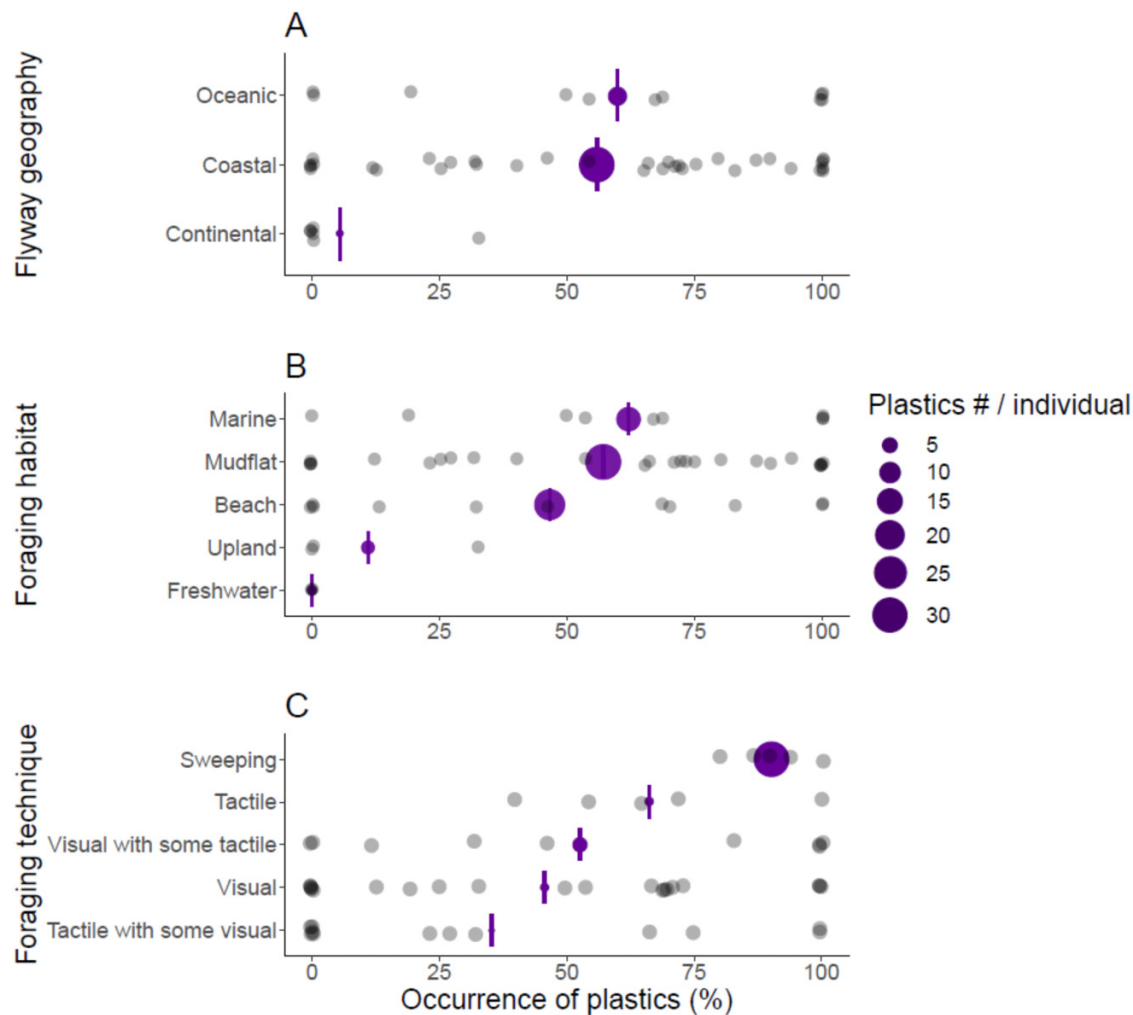 A
Flyway geography
Oceanic
Coastal
Continental
0 25 50 75 100
B
Foraging habitat
Marine
Mudflat
Beach
Upland
Freshwater
0 25 50 75 100
Plastics # / individual
5
10
15
20
25
30
C
Foraging technique
Sweeping
Tactile
Visual with some tactile
Visual
Tactile with some visual
0 25 50 75 100
Occurrence of plastics (%)